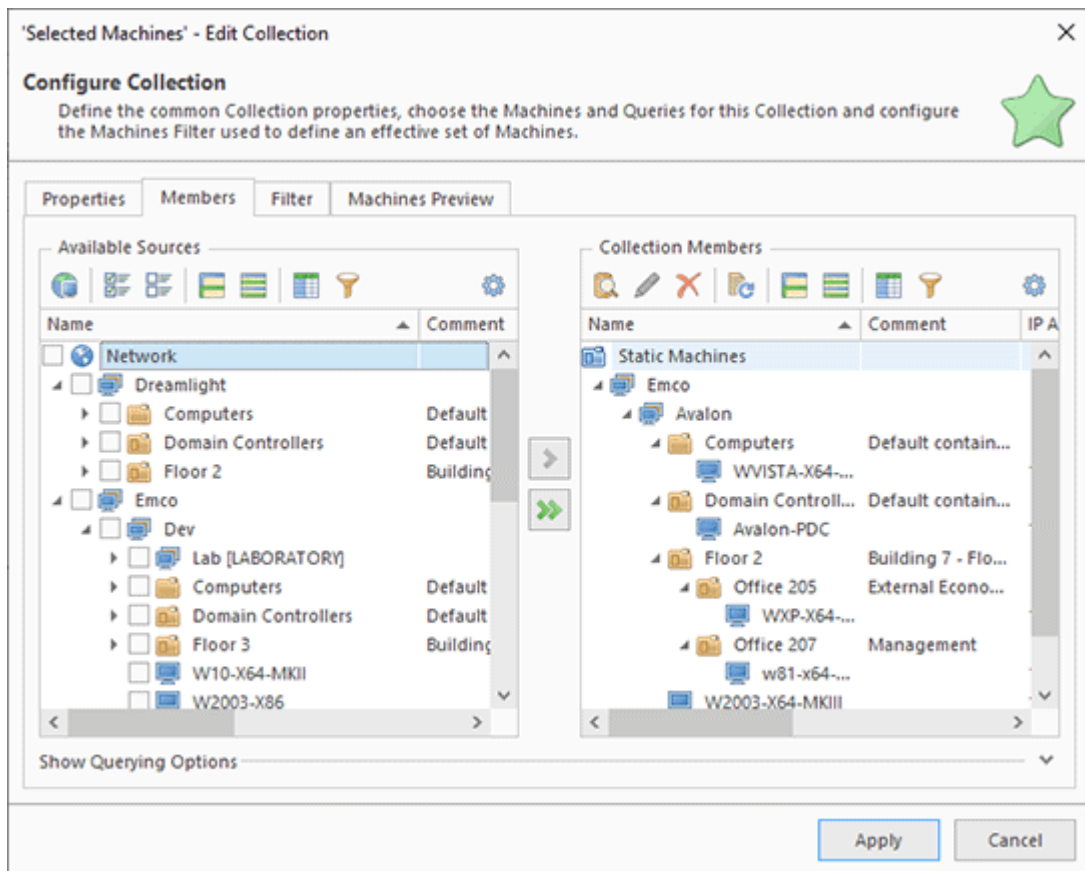 'Selected Machines' - Edit Collection
Configure Collection
Define the common Collection properties, choose the Machines and Queries for this Collection and configure
the Machines Filter used to define an effective set of Machines.
Properties Members Filter Machines Preview
Available Sources
Name Comment
Network
Dreamlight
Computers Default
Domain Controllers Default
Floor 2 Building
Emco
Dev
Lab [LABORATORY]
Computers Default
Domain Controllers Default
Floor 3 Building
W10-X64-MKII
W2003-X86
Collection Members
Name Comment IP A
Static Machines
Emco
Avalon
Computers Default contain...
WVISTA-X64-...
Domain Controll... Default contain...
Avalon-PDC
Floor 2 Building 7 - Flo...
Office 205 External Econo...
WXP-X64-...
Office 207 Management
w81-x64-...
W2003-X64-MKIII
Show Querying Options
Apply Cancel